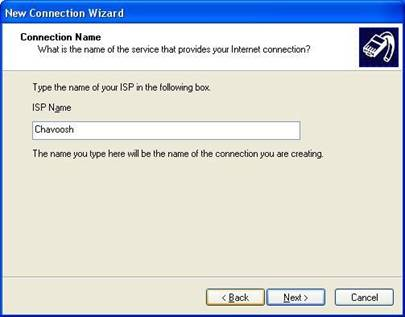 New Connection Wizard
Connection Name
What is the name of the service that provides your Internet connection?
Type the name of your ISP in the following box.
ISP Name
Chavoosh
The name you type here will be the name of the connection you are creating.
< Back Next > Cancel